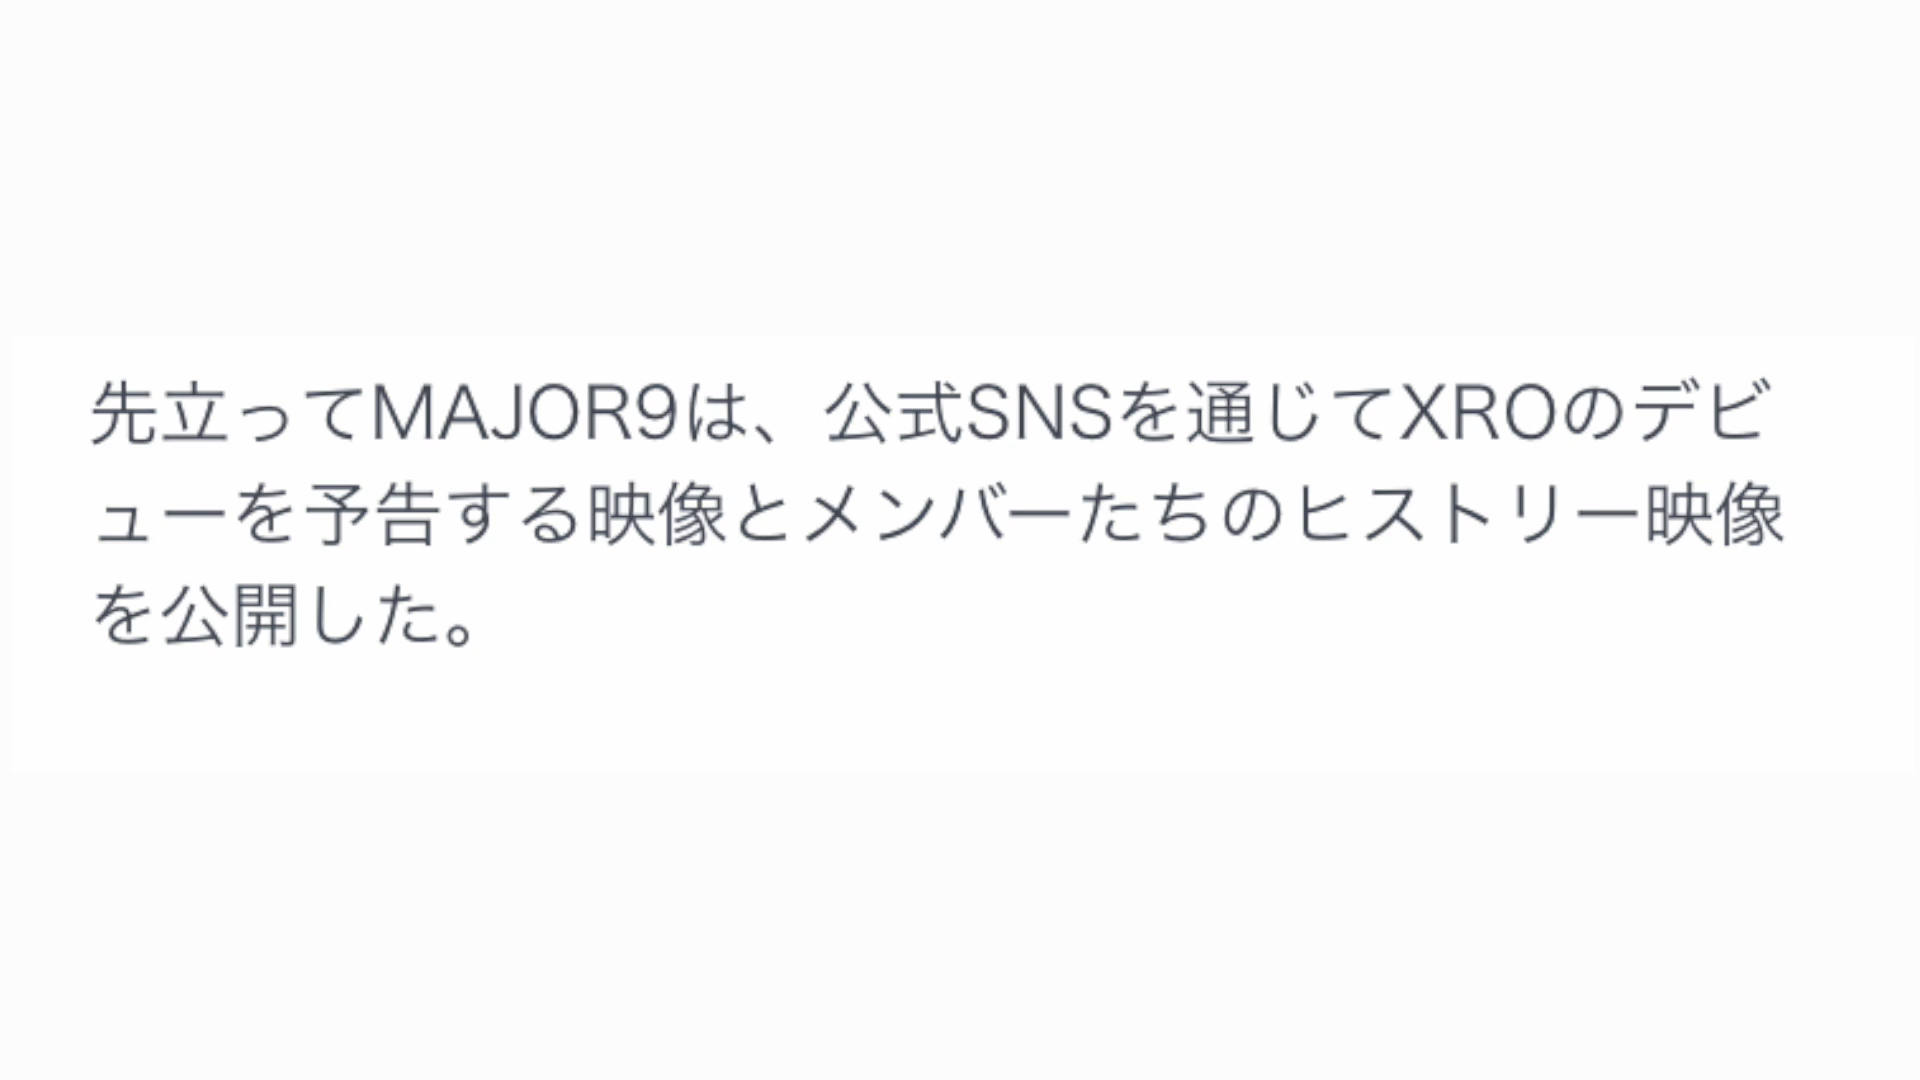 先立ってMAJOR9は、公式SNSを通じてXROのデビ
ューを予告する映像とメンバーたちのヒストリー映像
を公開した。